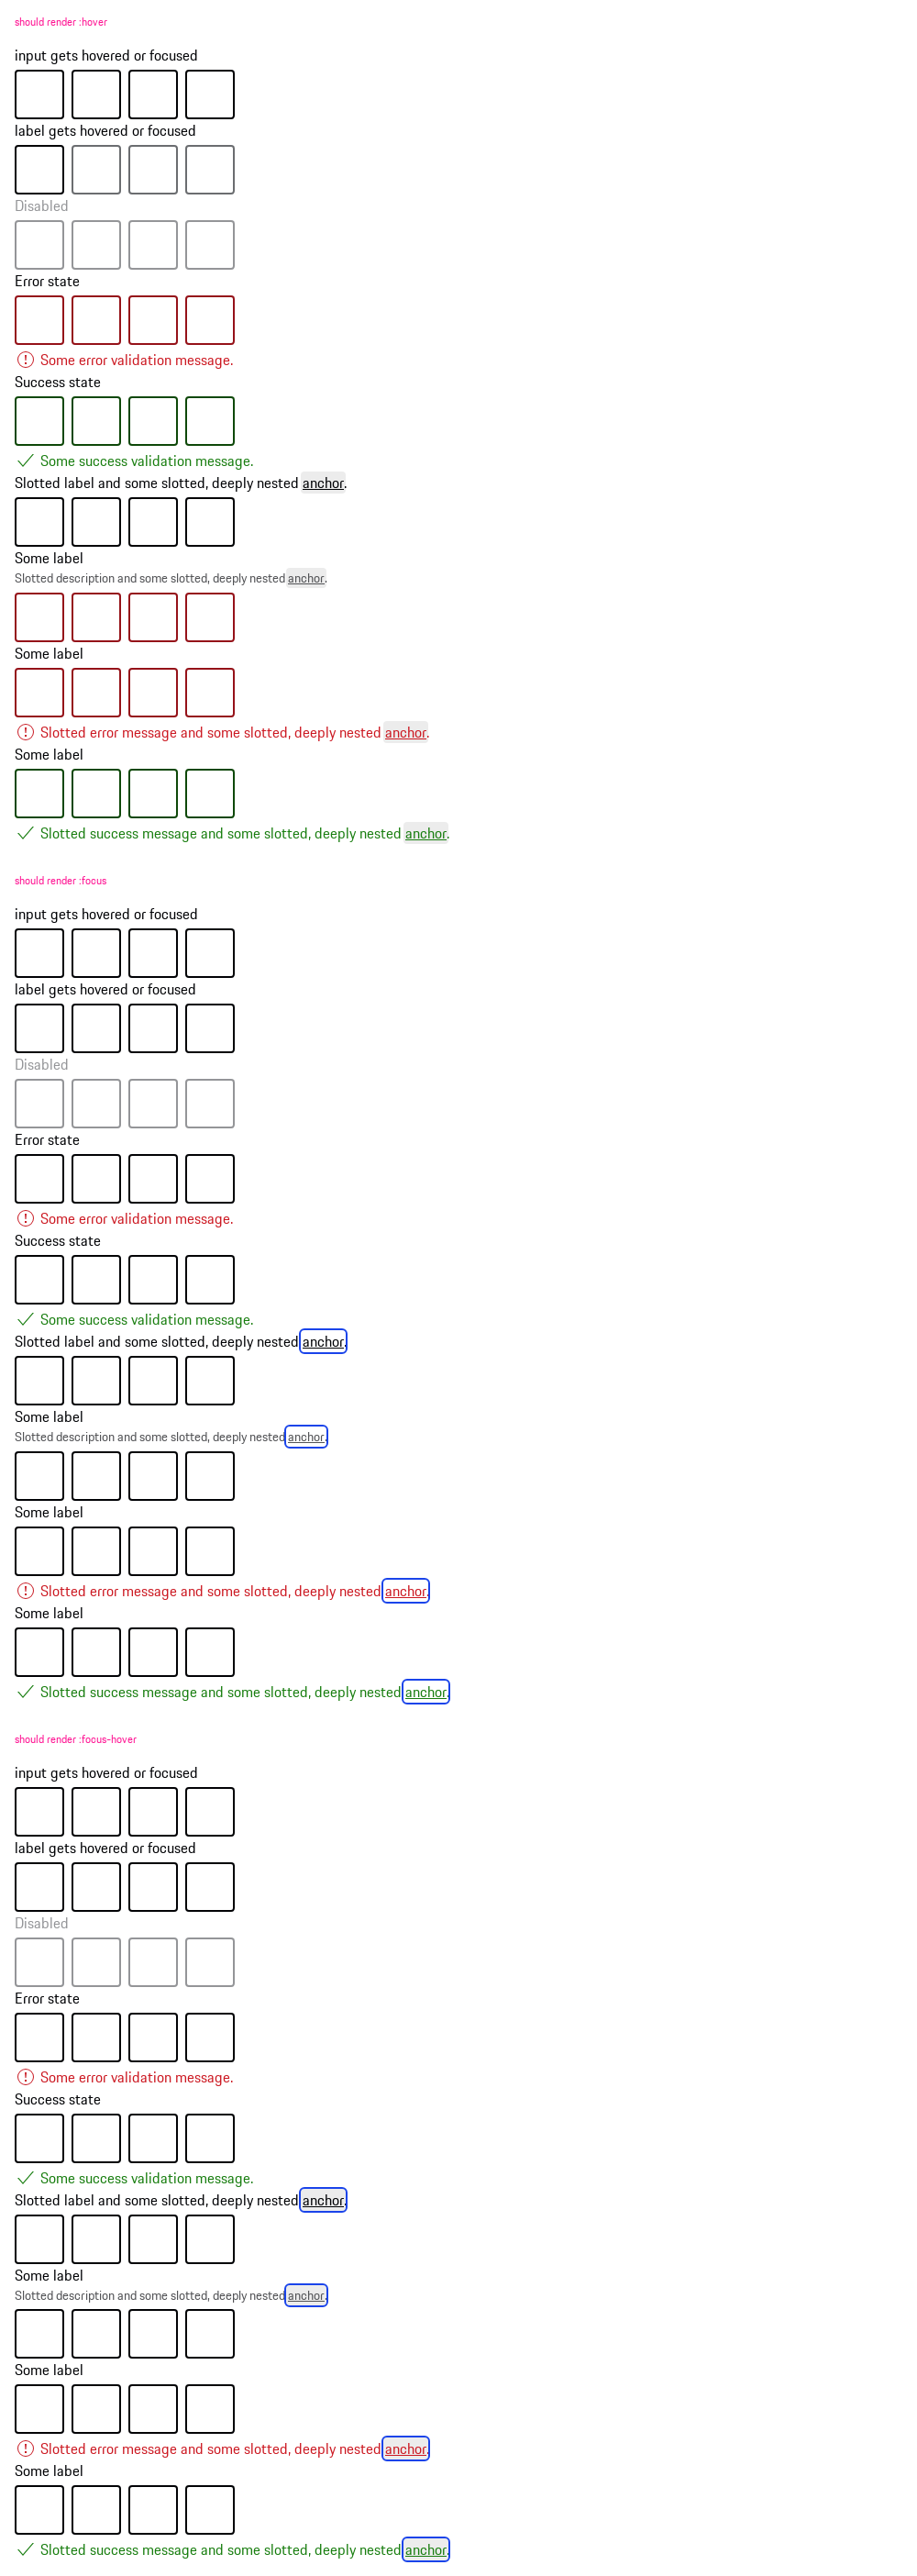 should render :hover
input gets hovered or focused
label gets hovered or focused
Disabled
Error state
Some error validation message.
Success state
Some success validation message.
Slotted label and some slotted, deeply nested anchor.
Some label
Slotted description and some slotted, deeply nested anchor.
Some label
Slotted error message and some slotted, deeply nested anchor.
Some label
Slotted success message and some slotted, deeply nested anchor.
should render :focus
input gets hovered or focused
label gets hovered or focused
Disabled
Error state
Some error validation message.
Success state
Some success validation message.
Slotted label and some slotted, deeply nested anchor.
Some label
Slotted description and some slotted, deeply nested anchor.
Some label
Slotted error message and some slotted, deeply nested anchor.
Some label
Slotted success message and some slotted, deeply nested anchor.
should render :focus-hover
input gets hovered or focused
label gets hovered or focused
Disabled
Error state
Some error validation message.
Success state
Some success validation message.
Slotted label and some slotted, deeply nested anchor.
Some label
Slotted description and some slotted, deeply nested anchor.
Some label
Slotted error message and some slotted, deeply nested anchor.
Some label
Slotted success message and some slotted, deeply nested anchor.